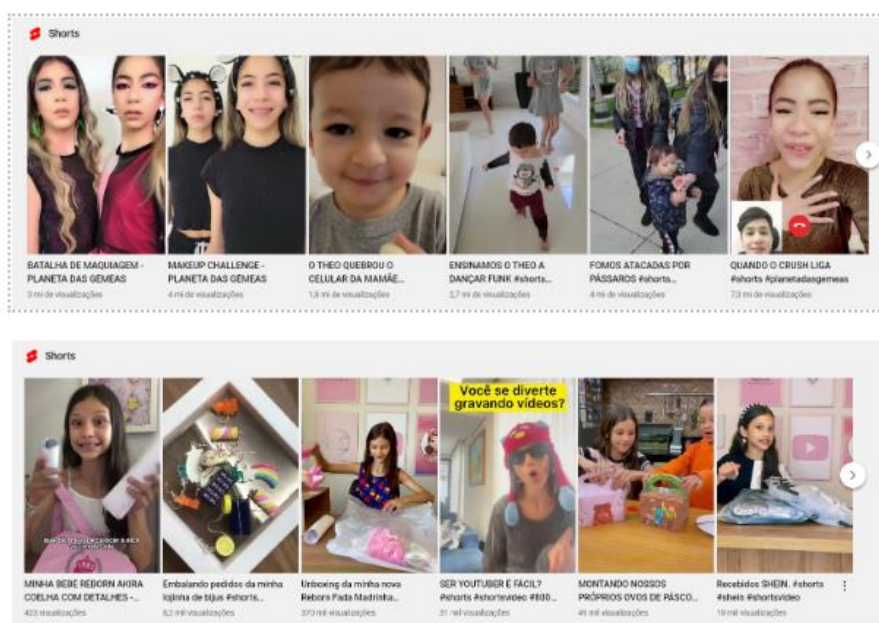 Shorts
BATALHA DE MAQUIAGEM -
PLANETA DAS GÊMEAS
3 mi de visualizações
MAKEUP CHALLENGE -
PLANETA DAS GÊMEAS
4 mi de visualizações
O THEO QUEBROU O
CELULAR DA MAMÃE...
1,8 mi de visualizações
ENSINAMOS O THEO A
DANÇAR FUNK #shorts...
2,7 mi de visualizações
FOMOS ATACADAS POR
PÁSSAROS #shorts...
4 mi de visualizações
QUANDO O CRUSH LIGA
#shorts #planetadasgemeas
7,3 mi de visualizações
Shorts
MINHA BEBÊ REBORN AKIRA
COELHA COM DETALHES -...
423 visualizações
Embalando pedidos da minha
lojinha de bijus #shorts...
6,2 mil visualizações
Unboxing da minha nova
Reborn Fada Madrinha...
370 mil visualizações
Você se diverte
gravando vídeos?
SER YOUTUBER É FÁCIL?
#shorts #shortsvideo #800...
31 mil visualizações
MONTANDO NOSSOS
PRÓPRIOS OVOS DE PÁSCO...
49 mil visualizações
Recebidos SHEIN. #shorts
#shein #shortsvideo
19 mil visualizações